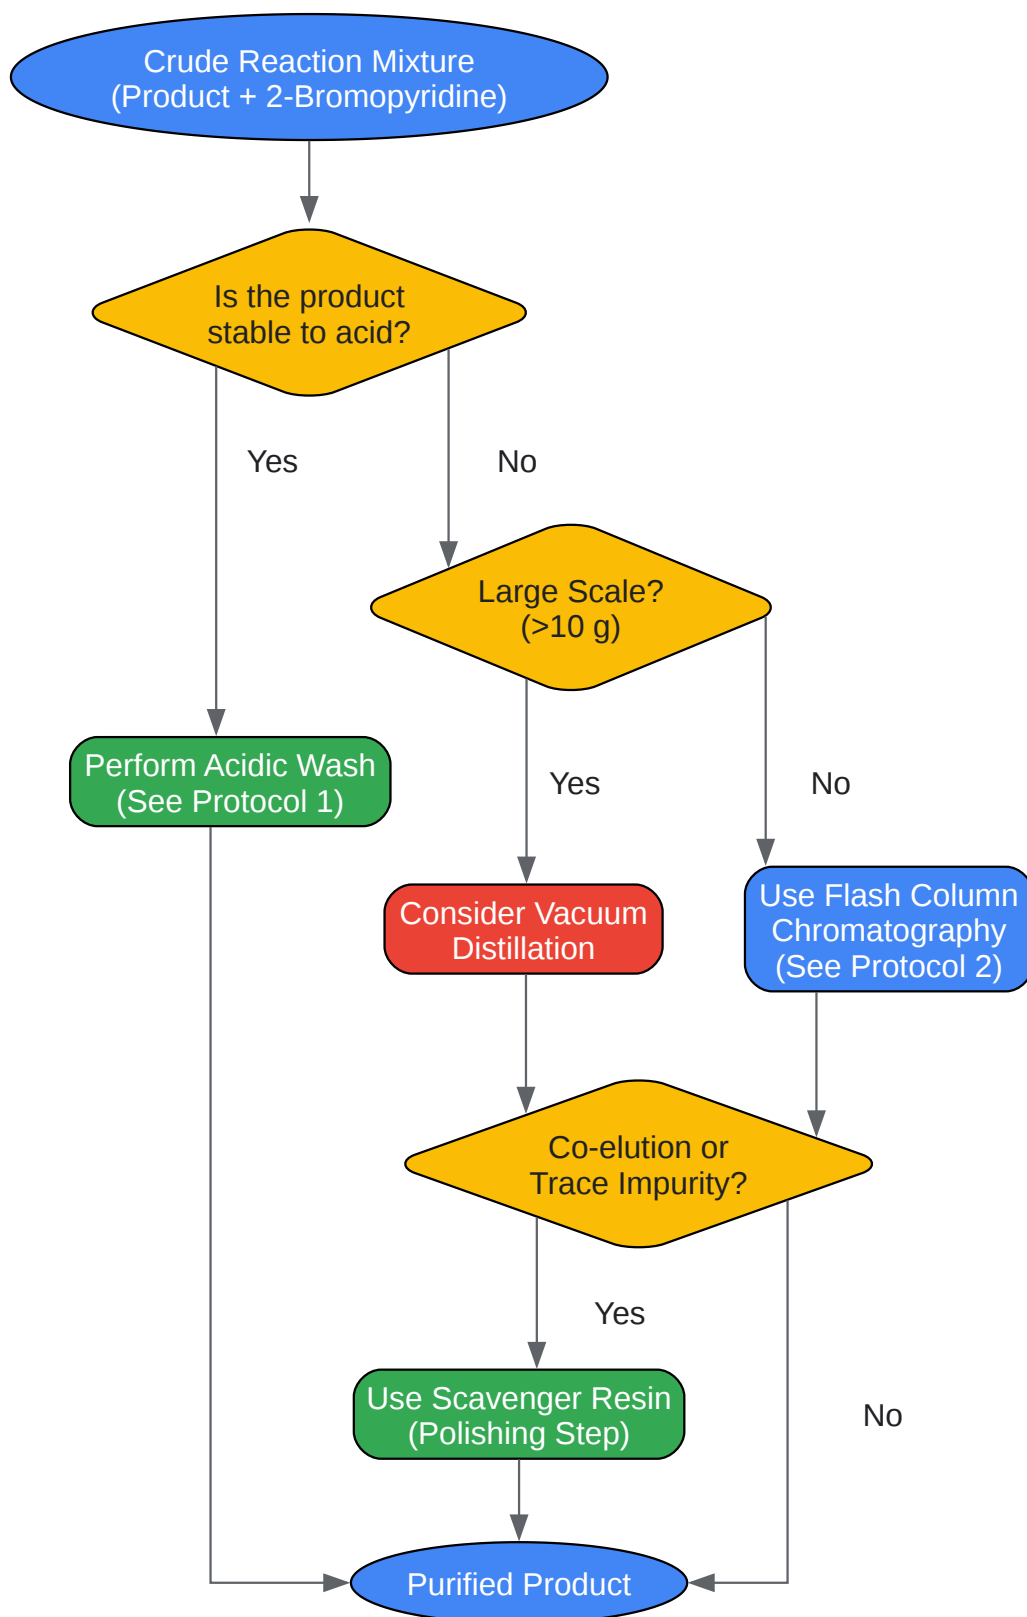 Crude Reaction Mixture
(Product + 2-Bromopyridine)
Is the product
stable to acid?
Yes
No
Large Scale?
(>10 g)
Perform Acidic Wash
(See Protocol 1)
Yes
No
Consider Vacuum
Distillation
Use Flash Column
Chromatography
(See Protocol 2)
Co-elution or
Trace Impurity?
Yes
Use Scavenger Resin
(Polishing Step)
No
Purified Product